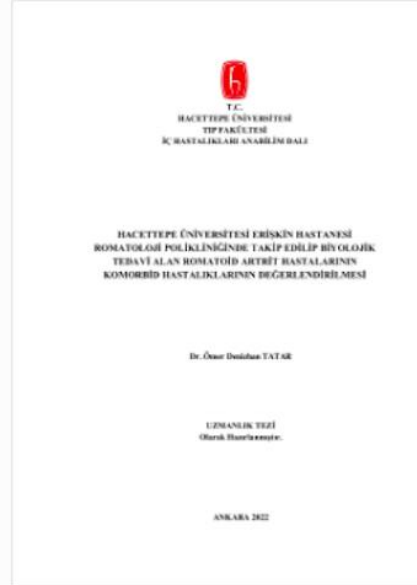 T.C.
HACETTEPE ÜNİVERSİTESİ
TIP FAKÜLTESİ
İÇ HASTALIKLARI ANABİLİM DALI
HACETTEPE ÜNİVERSİTESİ ERİŞKİN HASTANESİ
ROMATOLOJİ POLİKLİNİĞİNDE TAKİP EDİLİP BİYOLOJİK
TEDAVİ ALAN ROMATOİD ARTRİT HASTALARININ
KOMORBİD HASTALIKLARININ DEĞERLENDİRİLMESİ
Dr. Ömer Denizhan TATAR
UZMANLIK TEZİ
Olarak Hazırlanmıştır.
ANKARA 2022